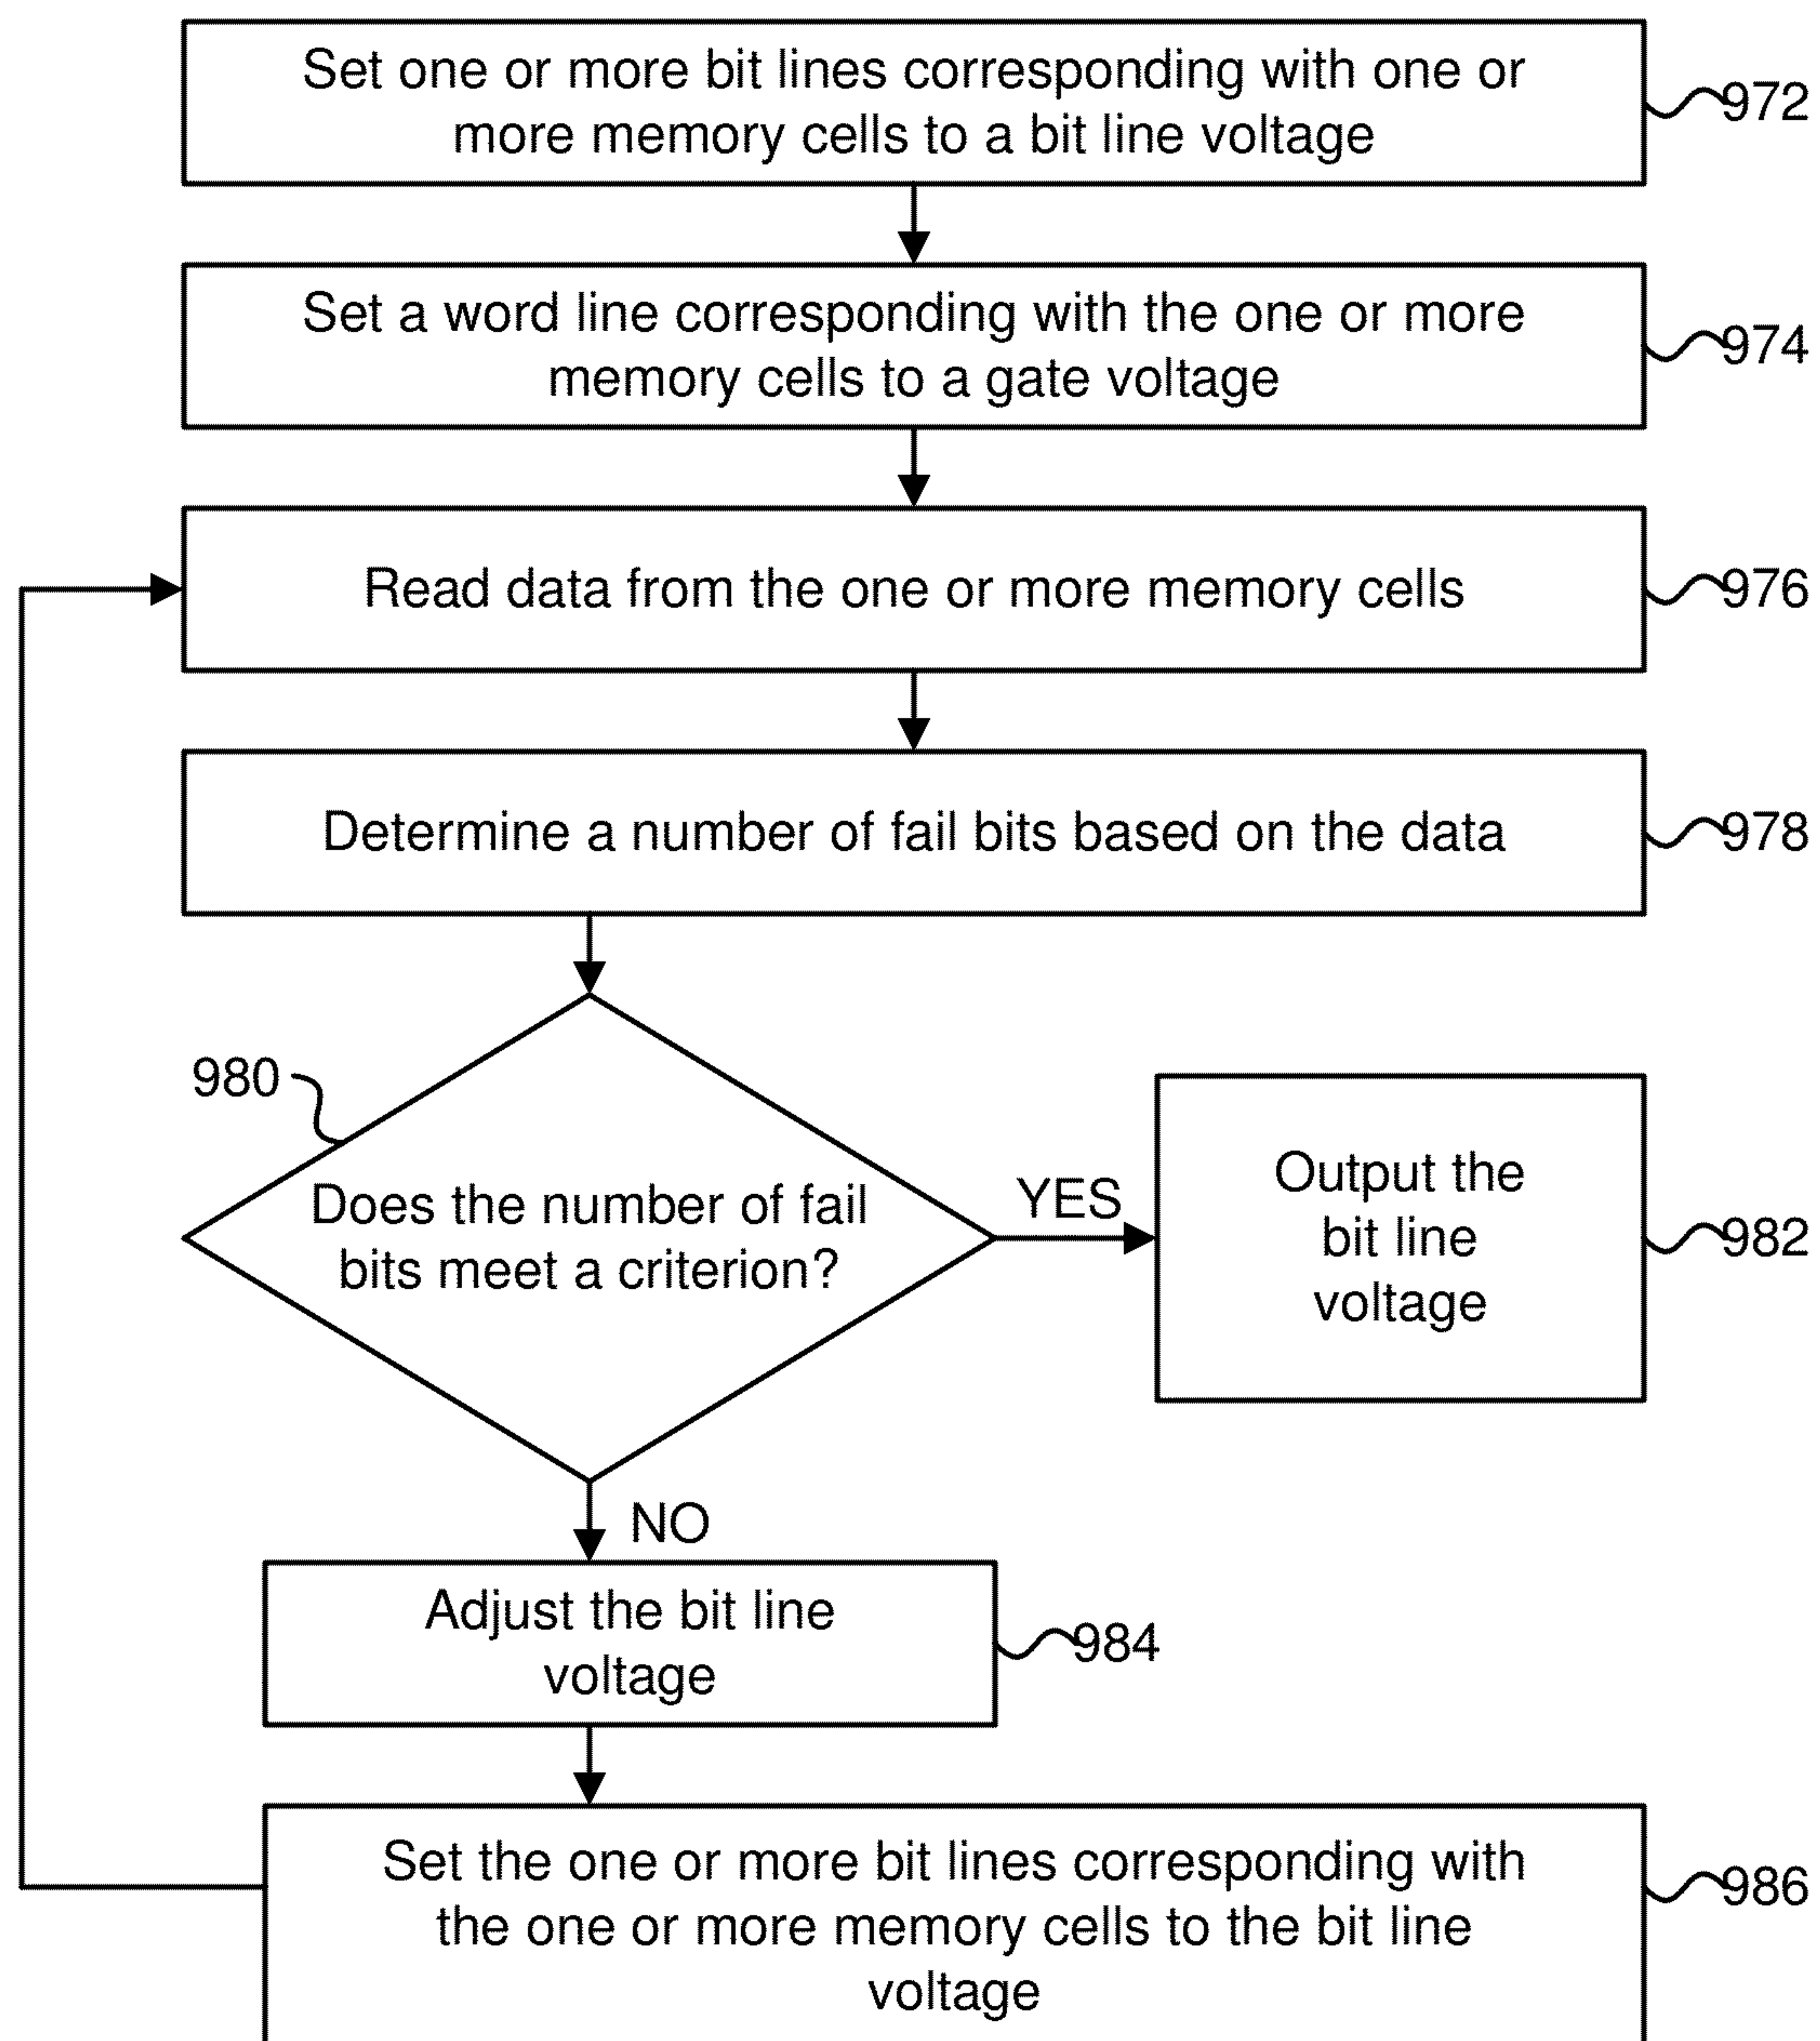 Set one or more bit lines corresponding with one or
more memory cells to a bit line voltage
972
Set a word line corresponding with the one or more
memory cells to a gate voltage
974
Read data from the one or more memory cells
976
Determine a number of fail bits based on the data
978
980
Does the number of fail
bits meet a criterion?
YES
Output the
bit line
voltage
982
NO
Adjust the bit line
voltage
984
Set the one or more bit lines corresponding with
the one or more memory cells to the bit line
voltage
986